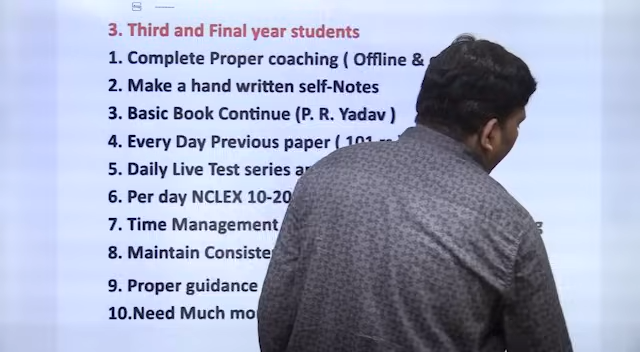 3. Third and Final year students
1. Complete Proper coaching ( Offline &
2. Make a hand written self-Notes
3. Basic Book Continue (P. R. Yadav )
4. Every Day Previous paper ( 101
5. Daily Live Test series
6. Per day NCLEX 10-20
7. Time Management
8. Maintain
9. Proper guidance
10.Need Much